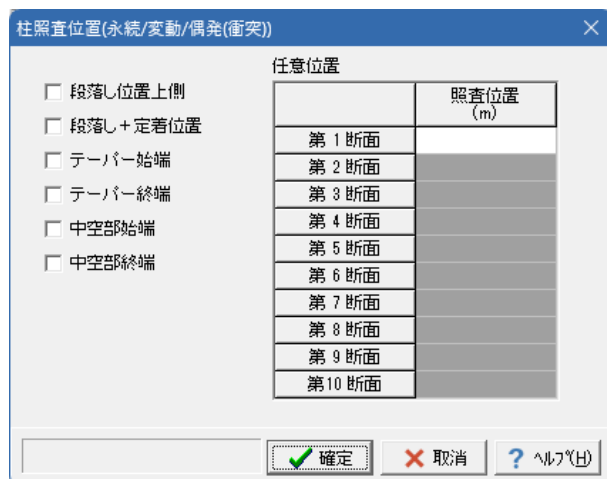 柱照査位置(永続/変動/偶発(衝突))
段落し位置上側
段落し+定着位置
テーパー始端
テーパー終端
中空部始端
中空部終端
任意位置
照査位置
(m)
第 1 断面
第 2 断面
第 3 断面
第 4 断面
第 5 断面
第 6 断面
第 7 断面
第 8 断面
第 9 断面
第10 断面
確定
取消
? ヘルプ(H)